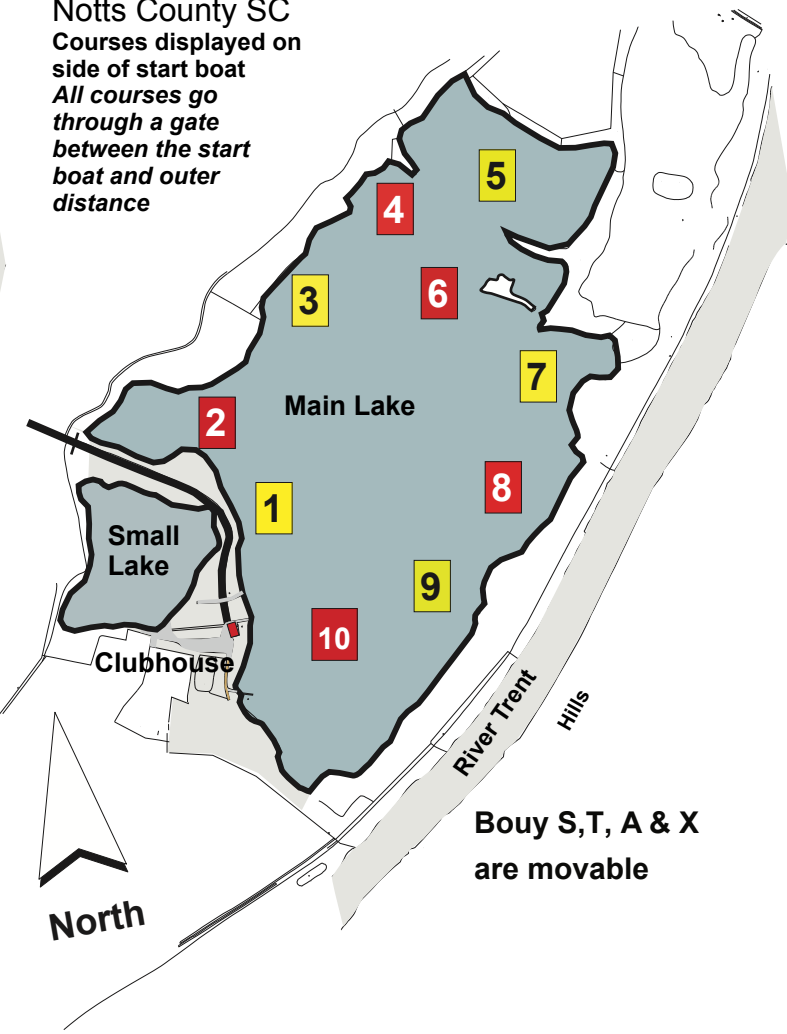 Notts County SC
Courses displayed on
side of start boat
All courses go
through a gate
between the start
boat and outer
distance
5
4
6
3
7
Main Lake
2
8
1
Small
Lake
9
10
Clubhouse
River Trent
Hills
Bouy S,T, A & X
are movable
North